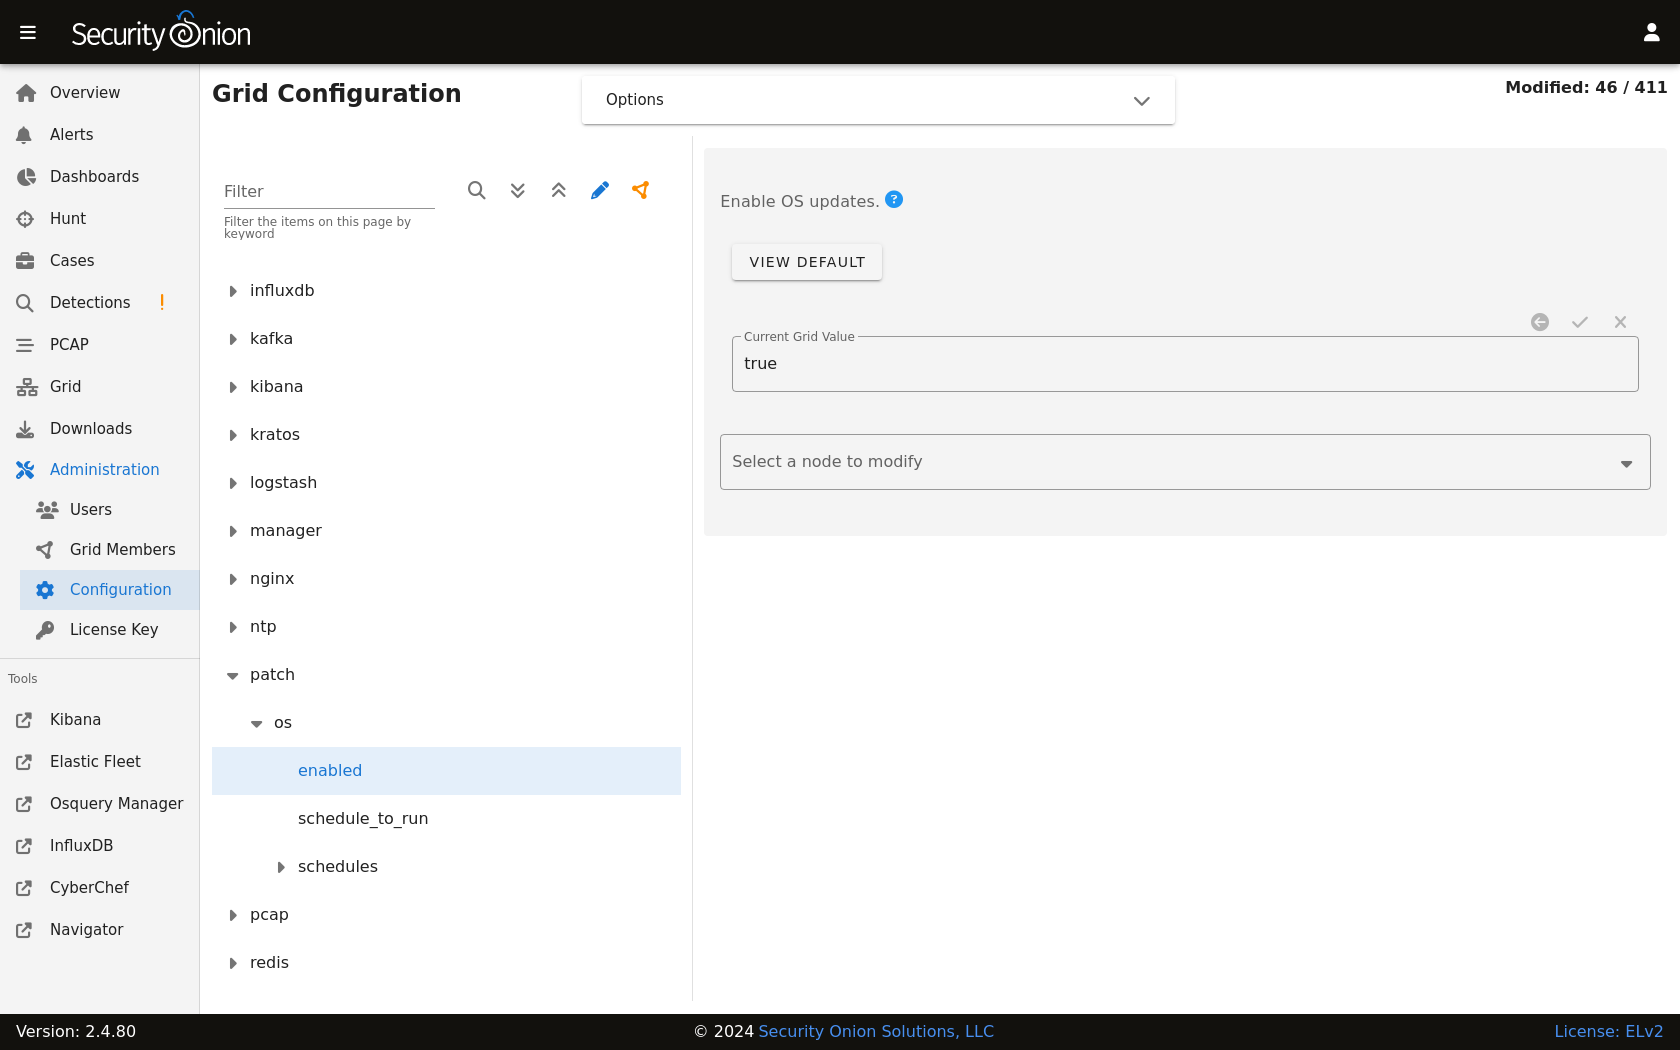 Security Onion
Overview
Alerts
Dashboards
Hunt
Cases
Detections !
PCAP
Grid
Downloads
Administration
Users
Grid Members
Configuration
License Key
Tools
Kibana
Elastic Fleet
Osquery Manager
InfluxDB
CyberChef
Navigator
Grid Configuration
Options
Modified: 46 / 411
Filter
Filter the items on this page by
keyword
influxdb
kafka
kibana
kratos
logstash
manager
nginx
ntp
patch
os
enabled
schedule_to_run
schedules
pcap
redis
Enable OS updates. ?
VIEW DEFAULT
Current Grid Value
true
Select a node to modify
Version: 2.4.80
© 2024 Security Onion Solutions, LLC
License: ELv2